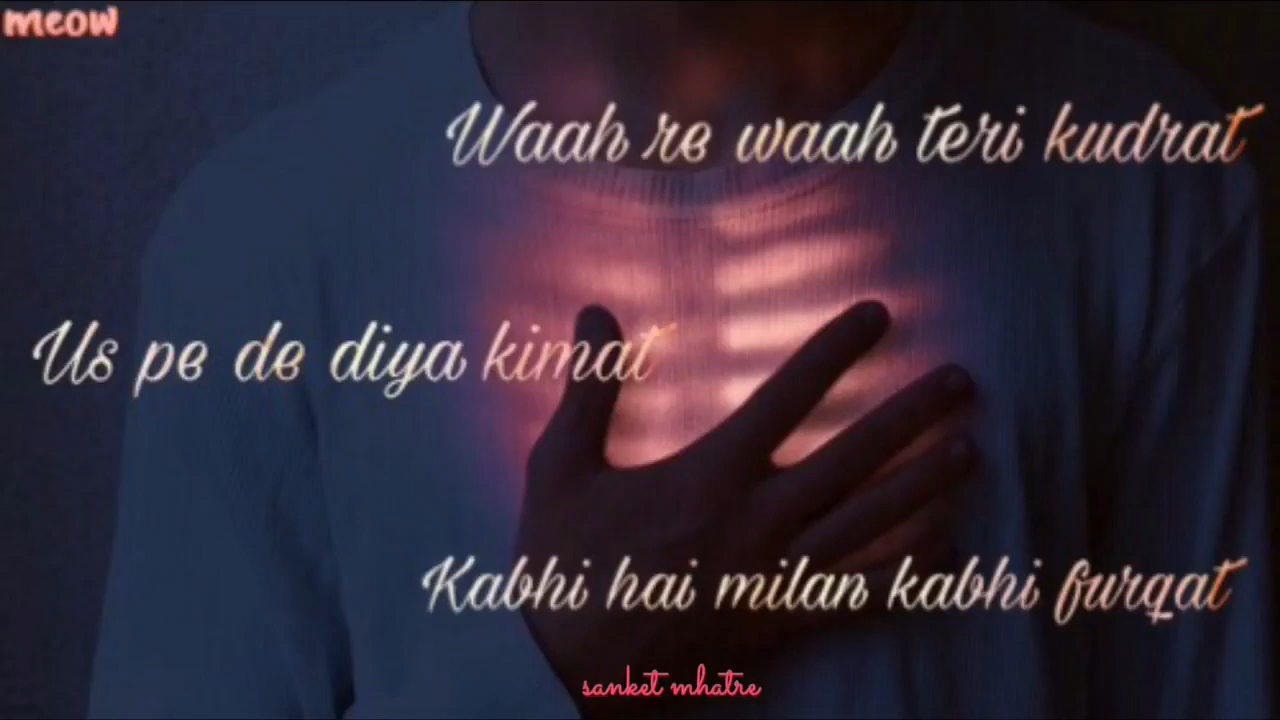 meow
Waah re waah teri kudrat
Us pe de diya kimat
Kabhi hai milan kabhi furqat
sanket mhatre